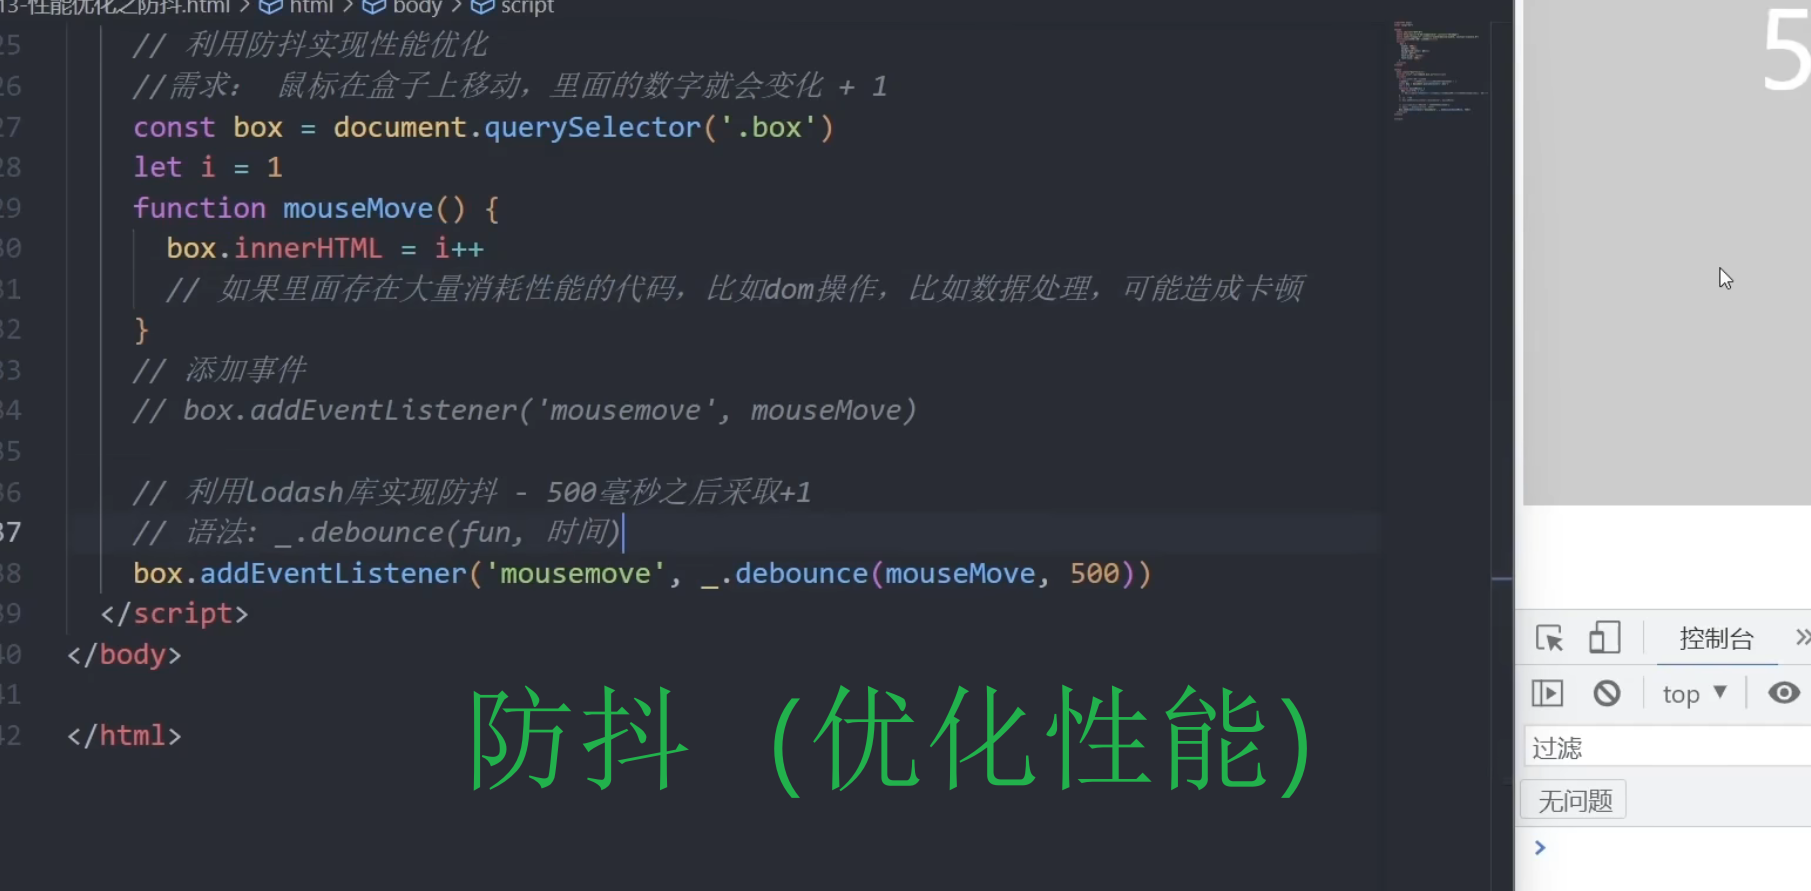 13-性能优化之防抖.html > html > body > script
25 // 利用防抖实现性能优化
26 //需求： 鼠标在盒子上移动，里面的数字就会变化 + 1
27 const box = document.querySelector('.box')
28 let i = 1
29 function mouseMove() {
30 box.innerHTML = i++
31 // 如果里面存在大量消耗性能的代码，比如dom操作，比如数据处理，可能造成卡顿
32 }
33 // 添加事件
34 // box.addEventListener('mousemove', mouseMove)
35
36 // 利用lodash库实现防抖 - 500毫秒之后采取+1
37 // 语法: _.debounce(fun, 时间)
38 box.addEventListener('mousemove', _.debounce(mouseMove, 500))
39 </script>
40 </body>
41
42 </html>
防抖（优化性能）
5
控制台 »
top ▼
过滤
无问题
>